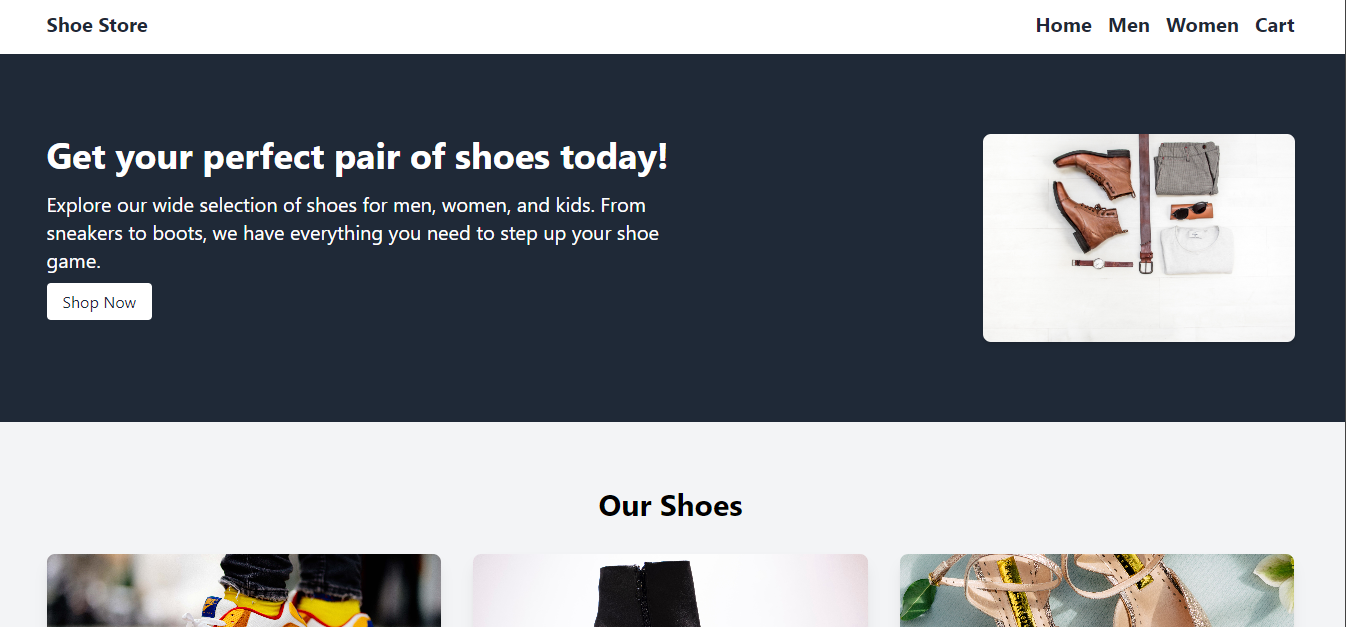 Shoe Store
Home Men Women Cart
Get your perfect pair of shoes today!
Explore our wide selection of shoes for men, women, and kids. From
sneakers to boots, we have everything you need to step up your shoe
game.
Shop Now
Our Shoes